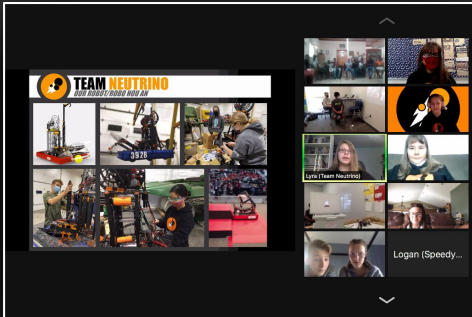 TEAM NEUTRINO
OUR ROBOT/ROBO NOU AN
3928
Lyra (Team Neutrino)
Logan (Speedy...